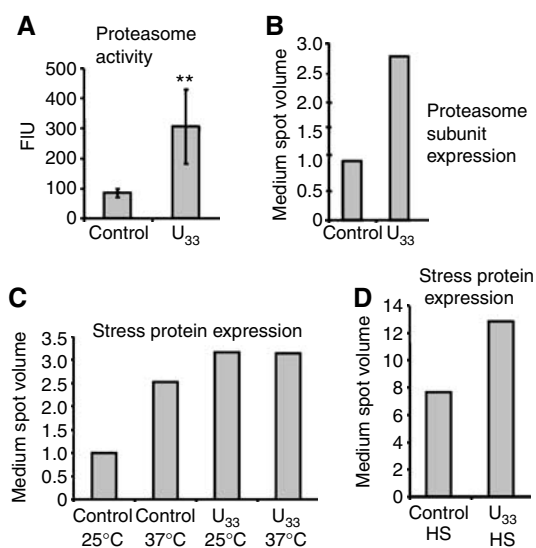 A
Proteasome
activity
500
400
300
200
100
0
FIU
**
Control U₃₃
B
3.0
2.5
2.0
1.5
1.0
0.5
0
Medium spot volume
Proteasome
subunit
expression
Control U₃₃
C
Stress protein expression
3.5
3.0
2.5
2.0
1.5
1.0
0.5
0
Medium spot volume
Control Control U₃₃ U₃₃
25°C 37°C 25°C 37°C
D
Stress protein
expression
14
12
10
8
6
4
2
0
Medium spot volume
Control U₃₃
HS HS